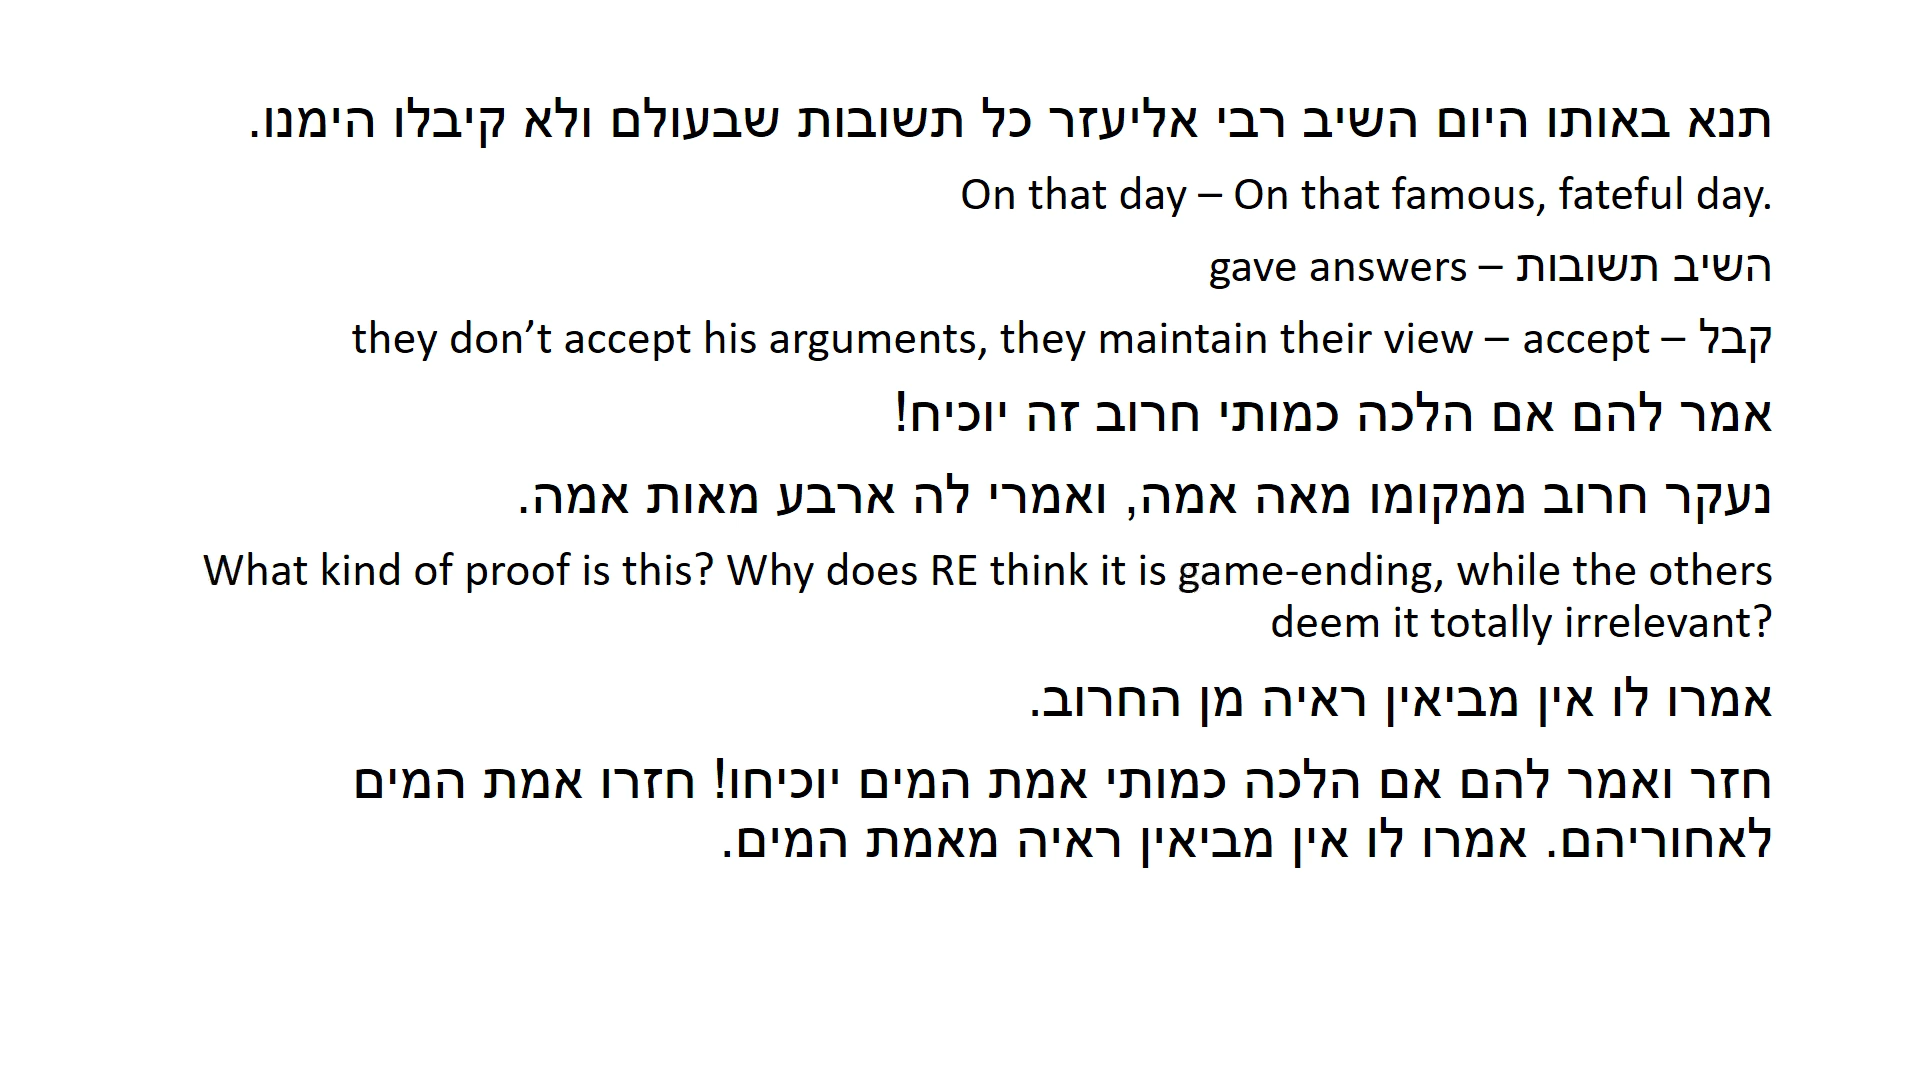 תנא באותו היום השיב רבי אליעזר כל תשובות שבעולם ולא קיבלו הימנו.
On that day – On that famous, fateful day.
השיב תשובות – gave answers
קבל – accept – they don’t accept his arguments, they maintain their view
אמר להם אם הלכה כמותי חרוב זה יוכיח!
נעקר חרוב ממקומו מאה אמה, ואמרי לה ארבע מאות אמה.
What kind of proof is this? Why does RE think it is game-ending, while the others
deem it totally irrelevant?
אמרו לו אין מביאין ראיה מן החרוב.
חזר ואמר להם אם הלכה כמותי אמת המים יוכיחו! חזרו אמת המים
לאחוריהם. אמרו לו אין מביאין ראיה מאמת המים.